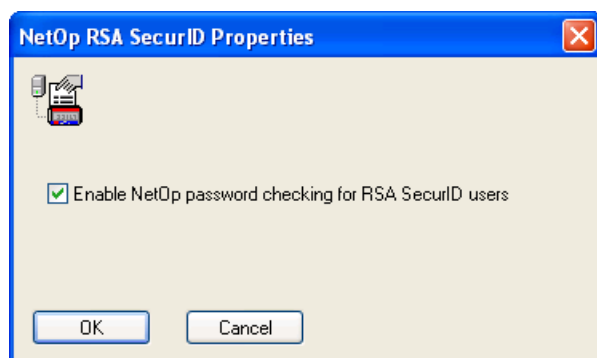 NetOp RSA SecurID Properties
Enable NetOp password checking for RSA SecurID users
OK
Cancel